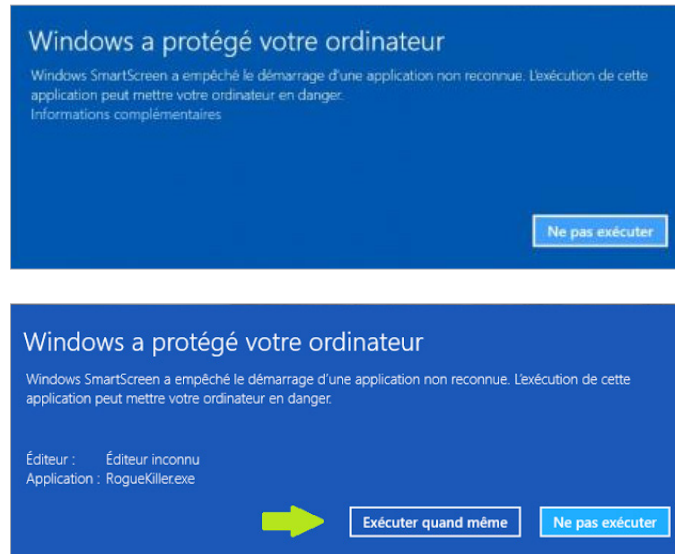 Windows a protégé votre ordinateur
Windows SmartScreen a empêché le démarrage d'une application non reconnue. L'exécution de cette
application peut mettre votre ordinateur en danger.
Informations complémentaires
Ne pas exécuter
Windows a protégé votre ordinateur
Windows SmartScreen a empêché le démarrage d'une application non reconnue. L'exécution de cette
application peut mettre votre ordinateur en danger.
Éditeur : Éditeur inconnu
Application : RogueKiller.exe
Exécuter quand même Ne pas exécuter